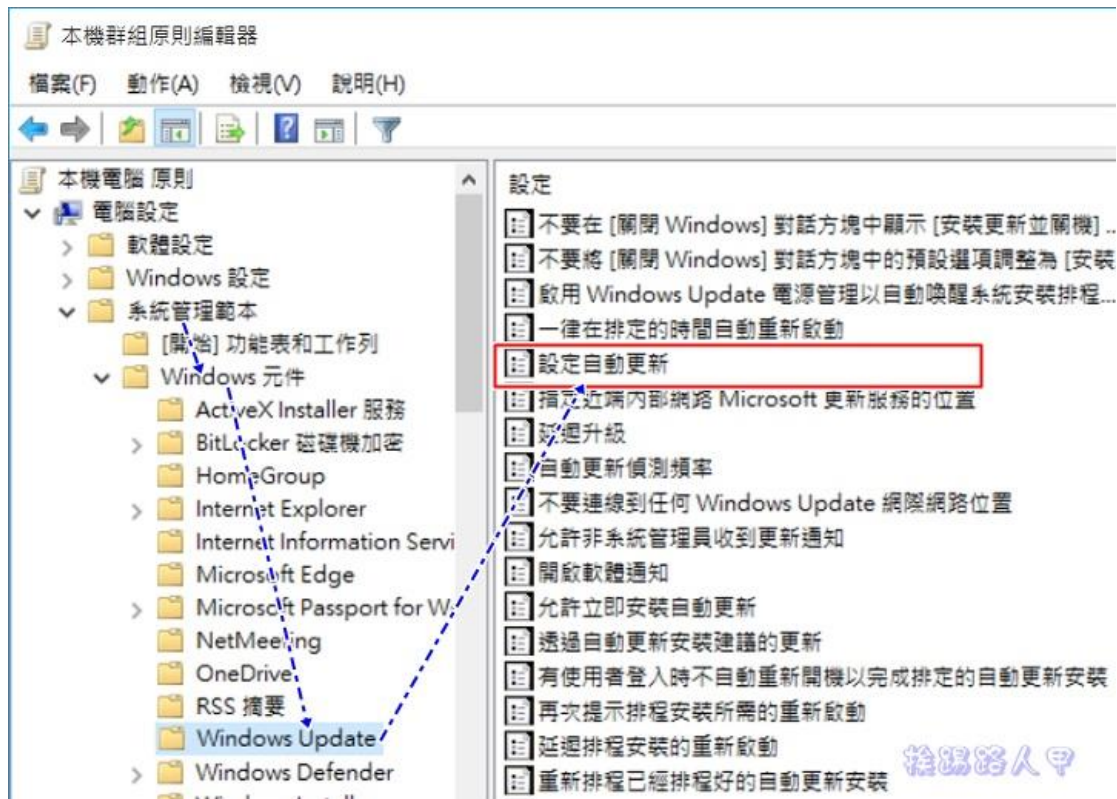 本機群組原則編輯器
檔案(F) 動作(A) 檢視(V) 說明(H)
本機電腦 原則
電腦設定
軟體設定
Windows 設定
系統管理範本
[開始] 功能表和工作列
Windows 元件
ActiveX Installer 服務
BitLocker 磁碟機加密
HomeGroup
Internet Explorer
Internet Information Servi
Microsoft Edge
Microsoft Passport for W
NetMeeting
OneDrive
RSS 摘要
Windows Update
Windows Defender
設定
不要在 [關閉 Windows] 對話方塊中顯示 [安裝更新並關機] ...
不要將 [關閉 Windows] 對話方塊中的預設選項調整為 [安裝
啟用 Windows Update 電源管理以自動喚醒系統安裝排程...
一律在排定的時間自動重新啟動
設定自動更新
指定近端內部網路 Microsoft 更新服務的位置
延遲升級
自動更新偵測頻率
不要連線到任何 Windows Update 網際網路位置
允許非系統管理員收到更新通知
開啟軟體通知
允許立即安裝自動更新
透過自動更新安裝建議的更新
有使用者登入時不自動重新開機以完成排定的自動更新安裝
再次提示排程安裝所需的重新啟動
延遲排程安裝的重新啟動
重新排程已經排程好的自動更新安裝
挨踢路人甲